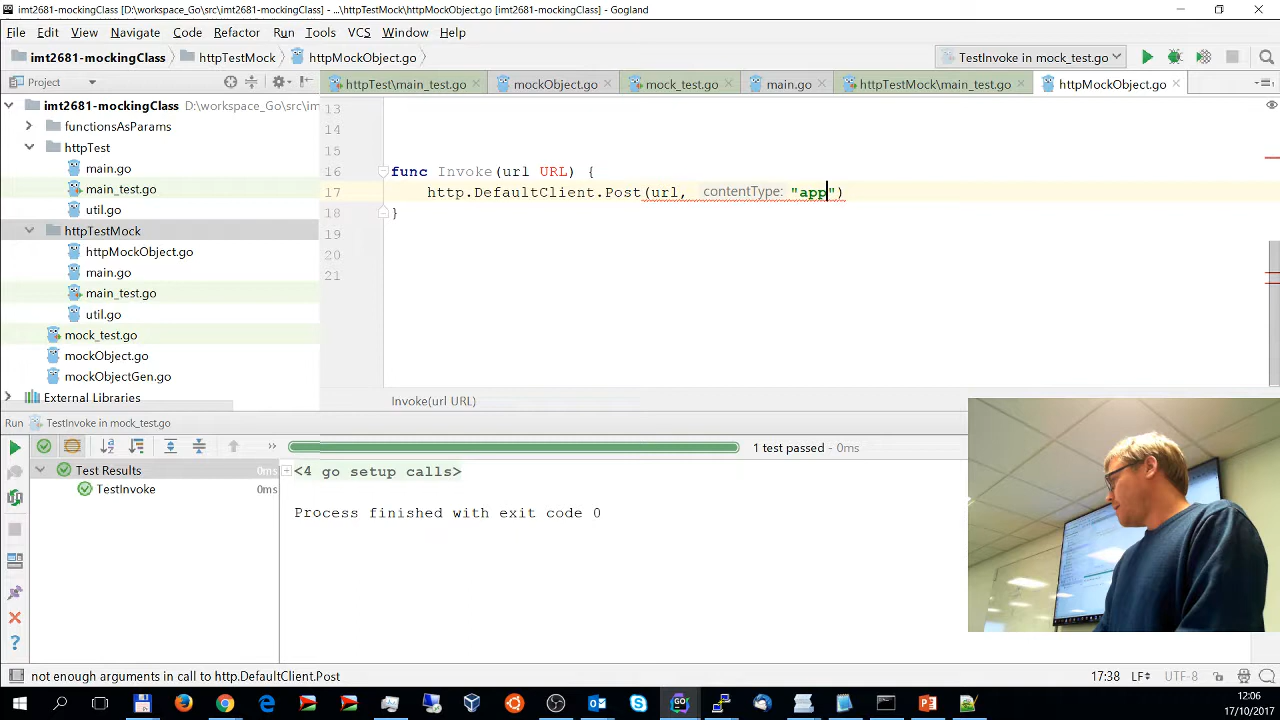 imt2681-mockingClass [D:\workspace_Go\src\imt2681-mockingClass] - ...\httpTestMock\httpMockObject.go [imt2681-mockingClass] - Gogland
File Edit View Navigate Code Refactor Run Tools VCS Window Help
imt2681-mockingClass httpTestMock httpMockObject.go TestInvoke in mock_test.go
Project httpTest\main_test.go mockObject.go mock_test.go main.go httpTestMock\main_test.go httpMockObject.go
imt2681-mockingClass D:\workspace_Go\src\im
functionsAsParams
httpTest
main.go
main_test.go
util.go
httpTestMock
httpMockObject.go
main.go
main_test.go
util.go
mock_test.go
mockObject.go
mockObjectGen.go
External Libraries
13
14
15
16 func Invoke(url URL) {
17 http.DefaultClient.Post(url, contentType: "app")
18 }
19
20
21
Invoke(url URL)
Run TestInvoke in mock_test.go
1 test passed - 0ms
Test Results 0ms
TestInvoke 0ms
<4 go setup calls>
Process finished with exit code 0
not enough arguments in call to http.DefaultClient.Post 17:38 LF UTF-8
12:06
17/10/2017